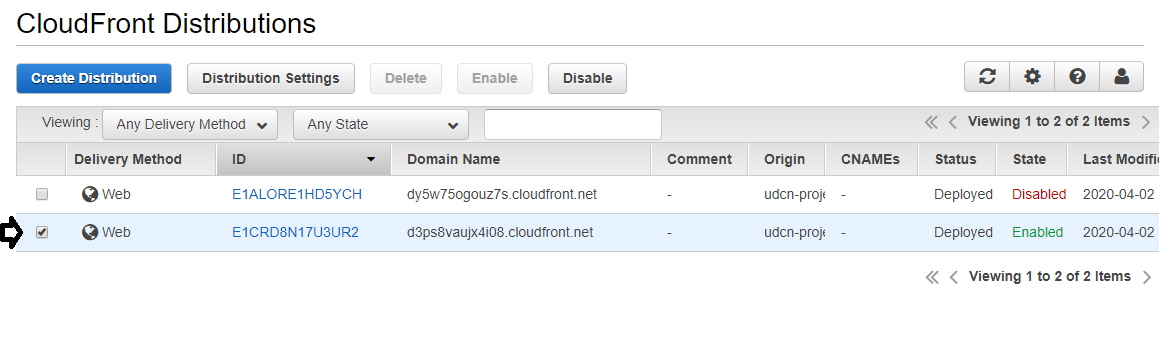 CloudFront Distributions
Create Distribution Distribution Settings Delete Enable Disable
Viewing : Any Delivery Method Any State Viewing 1 to 2 of 2 Items
Delivery Method ID Domain Name Comment Origin CNAMEs Status State Last Modifi
Web E1ALORE1HD5YCH dy5w75ogouz7s.cloudfront.net - udcn-proje - Deployed Disabled 2020-04-02
Web E1CRD8N17U3UR2 d3ps8vaujx4i08.cloudfront.net - udcn-proje - Deployed Enabled 2020-04-02
Viewing 1 to 2 of 2 Items